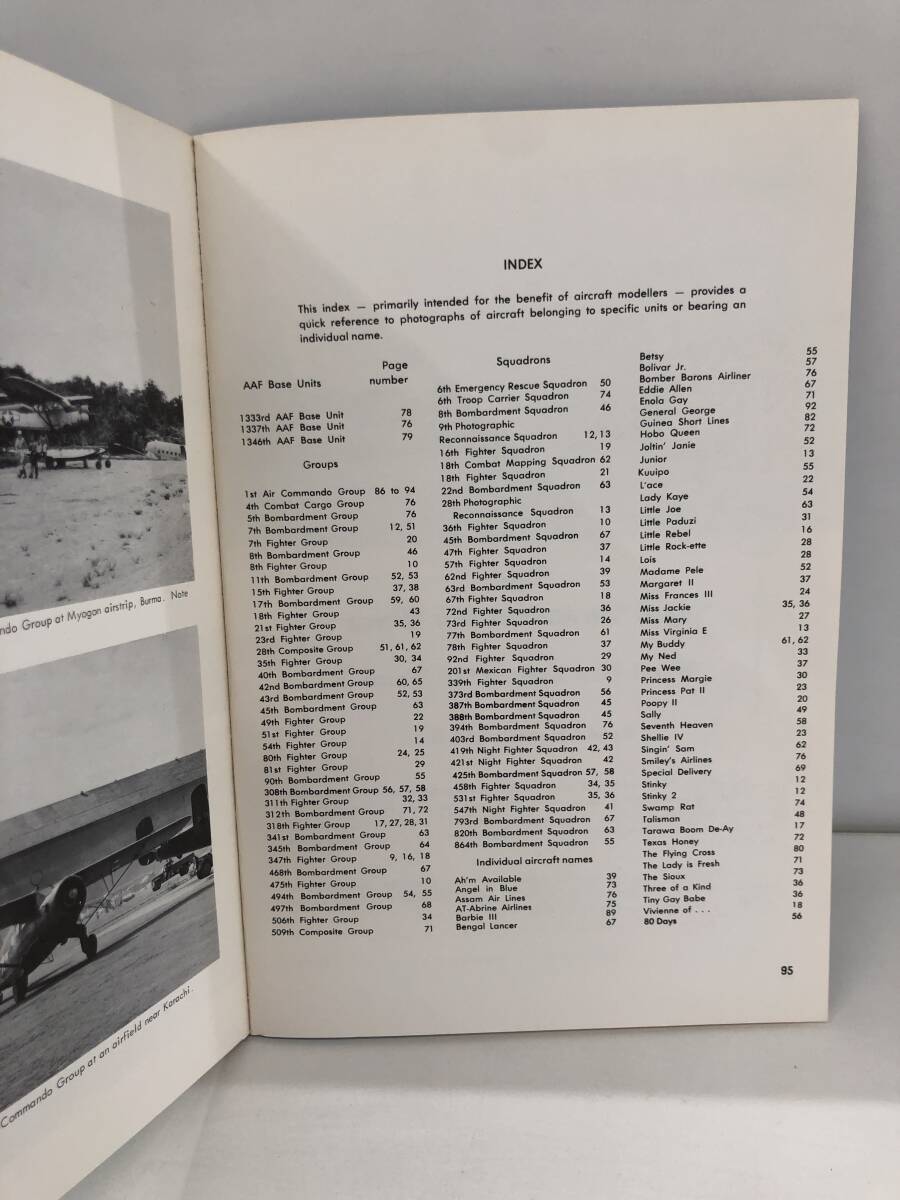 ndo Group at Myogon airstrip, Burma. Note
Commando Group at an airfield near Karachi.
INDEX
This index — primarily intended for the benefit of aircraft modellers — provides a
quick reference to photographs of aircraft belonging to specific units or bearing an
individual name.
Page
AAF Base Units number
1333rd AAF Base Unit 78
1337th AAF Base Unit 76
1346th AAF Base Unit 79
Groups
1st Air Commando Group 86 to 94
4th Combat Cargo Group 76
5th Bombardment Group 76
7th Bombardment Group 12, 51
7th Fighter Group 20
8th Bombardment Group 46
8th Fighter Group 10
11th Bombardment Group 52, 53
15th Fighter Group 37, 38
17th Bombardment Group 59, 60
18th Fighter Group 43
21st Fighter Group 35, 36
23rd Fighter Group 19
28th Composite Group 51, 61, 62
35th Fighter Group 30, 34
40th Bombardment Group 67
42nd Bombardment Group 60, 65
43rd Bombardment Group 52, 53
45th Bombardment Group 63
49th Fighter Group 22
51st Fighter Group 19
54th Fighter Group 14
80th Fighter Group 24, 25
81st Fighter Group 29
90th Bombardment Group 55
308th Bombardment Group 56, 57, 58
311th Fighter Group 32, 33
312th Bombardment Group 71, 72
318th Fighter Group 17, 27, 28, 31
341st Bombardment Group 63
345th Bombardment Group 64
347th Fighter Group 9, 16, 18
468th Bombardment Group 67
475th Fighter Group 10
494th Bombardment Group 54, 55
497th Bombardment Group 68
506th Fighter Group 34
509th Composite Group 71
Squadrons
6th Emergency Rescue Squadron 50
6th Troop Carrier Squadron 74
8th Bombardment Squadron 46
9th Photographic
Reconnaissance Squadron 12, 13
16th Fighter Squadron 19
18th Combat Mapping Squadron 62
18th Fighter Squadron 21
22nd Bombardment Squadron 63
28th Photographic
Reconnaissance Squadron 13
36th Fighter Squadron 10
45th Bombardment Squadron 67
47th Fighter Squadron 37
57th Fighter Squadron 14
62nd Fighter Squadron 39
63rd Bombardment Squadron 53
67th Fighter Squadron 18
72nd Fighter Squadron 36
73rd Fighter Squadron 26
77th Bombardment Squadron 61
78th Fighter Squadron 37
92nd Fighter Squadron 29
201st Mexican Fighter Squadron 30
339th Fighter Squadron 9
373rd Bombardment Squadron 56
387th Bombardment Squadron 45
388th Bombardment Squadron 45
394th Bombardment Squadron 76
403rd Bombardment Squadron 52
419th Night Fighter Squadron 42, 43
421st Night Fighter Squadron 42
425th Bombardment Squadron 57, 58
458th Fighter Squadron 34, 35
531st Fighter Squadron 35, 36
547th Night Fighter Squadron 41
793rd Bombardment Squadron 67
820th Bombardment Squadron 63
864th Bombardment Squadron 55
Individual aircraft names
Ah'm Available 39
Angel in Blue 73
Assam Air Lines 76
AT-Abrine Airlines 75
Barbie III 89
Bengal Lancer 67
Betsy 55
Bolivar Jr. 57
Bomber Barons Airliner 76
Eddie Allen 67
Enola Gay 71
General George 92
Guinea Short Lines 82
Hobo Queen 72
Joltin' Janie 52
Junior 13
Kuuipo 55
L'ace 22
Lady Kaye 54
Little Joe 63
Little Paduzi 31
Little Rebel 16
Little Rock-ette 28
Lois 28
Madame Pele 52
Margaret II 37
Miss Frances III 24
Miss Jackie 35, 36
Miss Mary 27
Miss Virginia E 13
My Buddy 61, 62
My Ned 33
Pee Wee 37
Princess Margie 30
Princess Pat II 23
Poopy II 20
Sally 49
Seventh Heaven 58
Shellie IV 23
Singin' Sam 62
Smiley's Airlines 76
Special Delivery 69
Stinky 12
Stinky 2 12
Swamp Rat 74
Talisman 48
Tarawa Boom De-Ay 17
Texas Honey 72
The Flying Cross 80
The Lady is Fresh 71
The Sioux 73
Three of a Kind 36
Tiny Gay Babe 36
Vivienne of . . . 18
80 Days 56
95